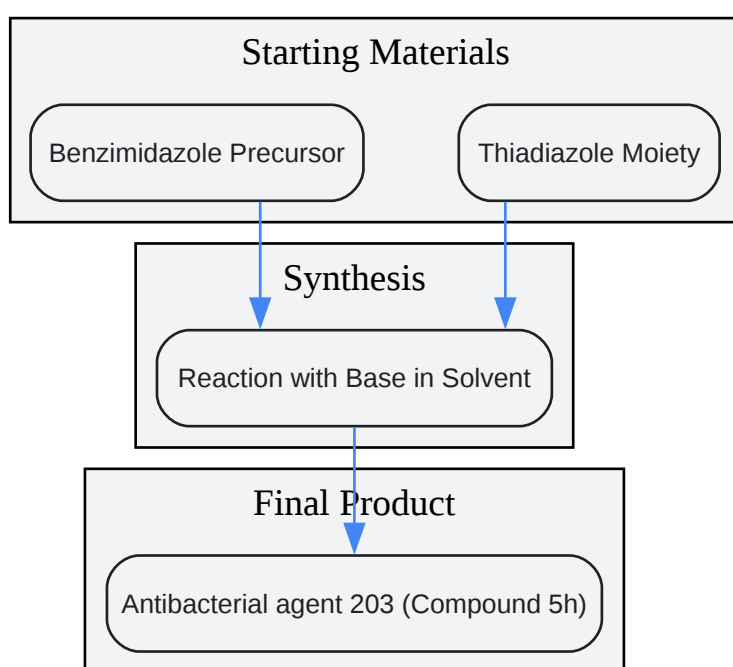 Starting Materials
Benzimidazole Precursor
Thiadiazole Moiety
Synthesis
Reaction with Base in Solvent
Final Product
Antibacterial agent 203 (Compound 5h)